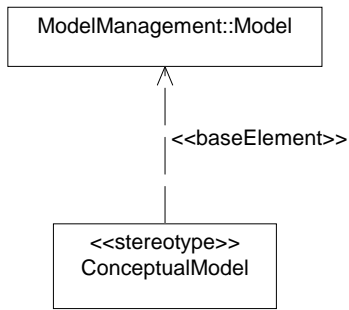 ModelManagement::Model
<<baseElement>>
<<stereotype>>
ConceptualModel